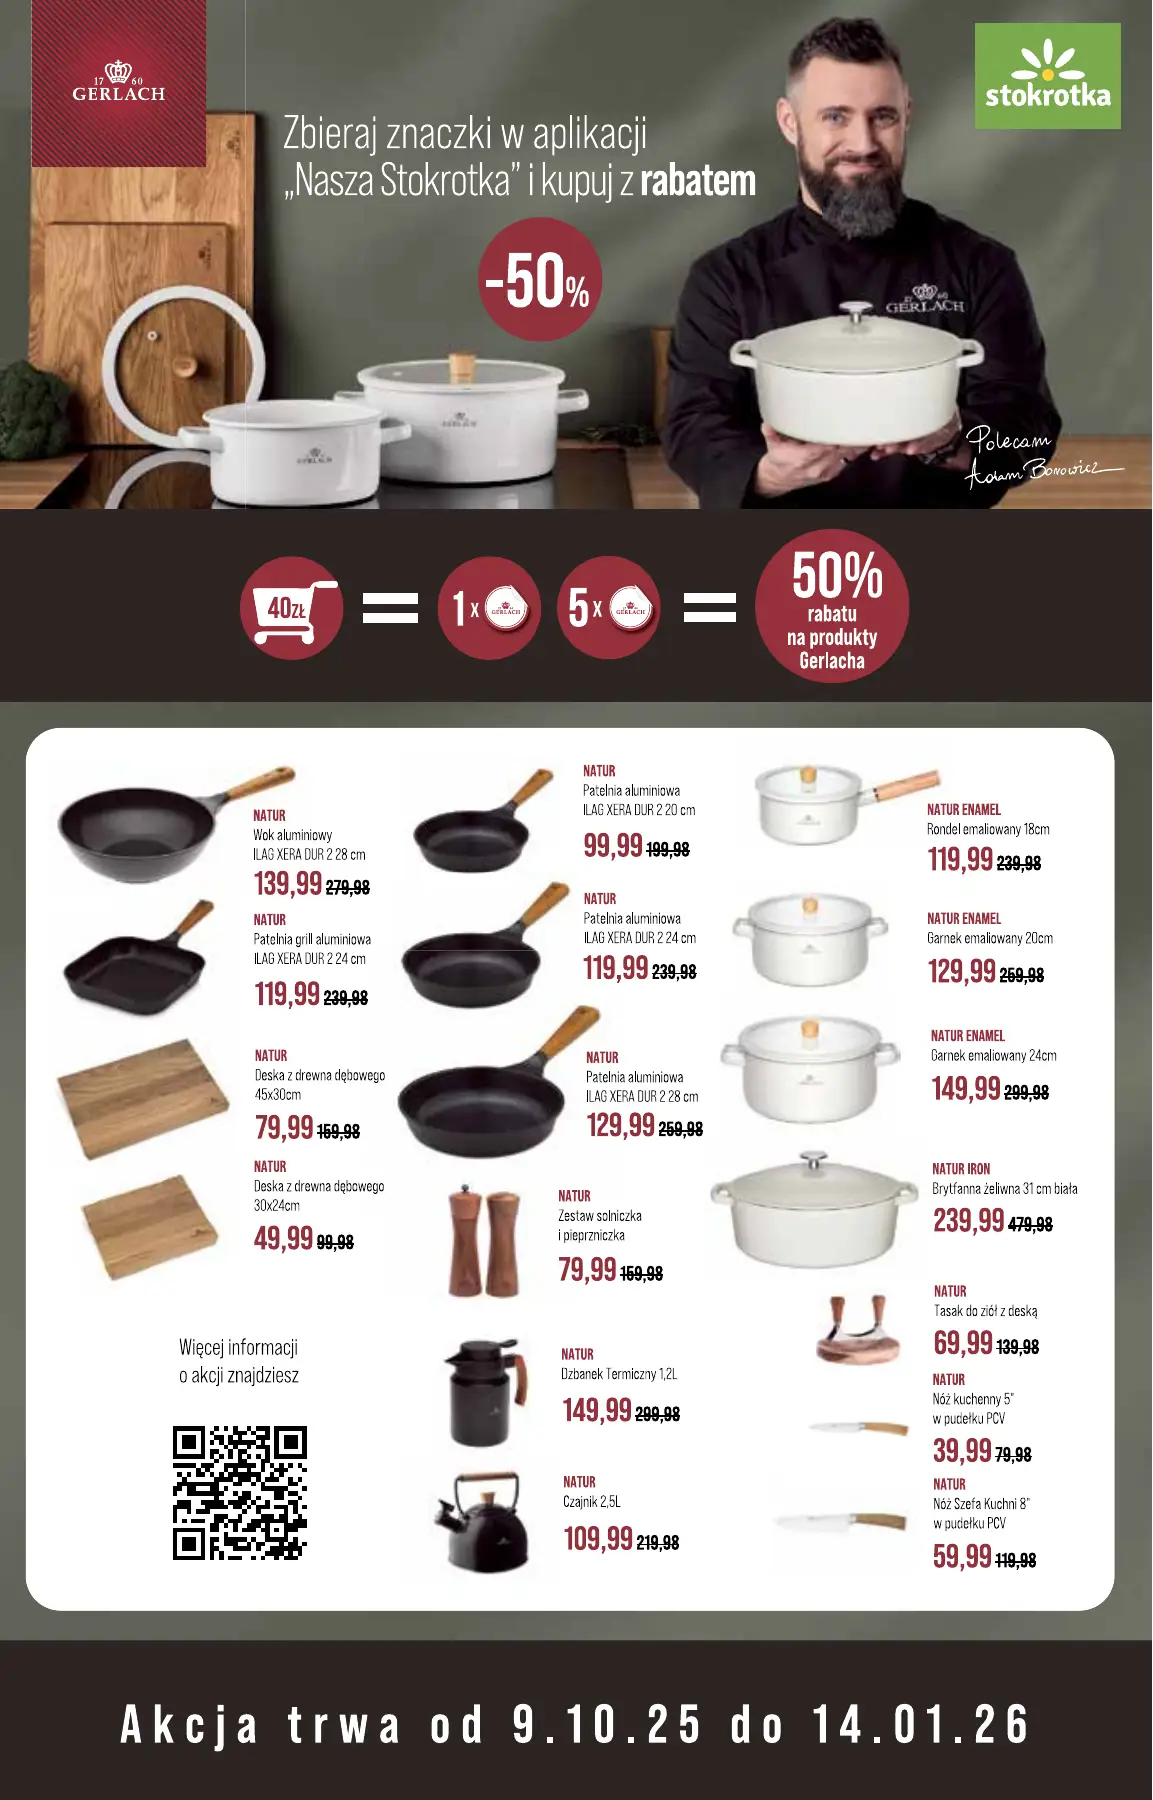 17 60
GERLACH
stokrotka
Zbieraj znaczki w aplikacji
„Nasza Stokrotka” i kupuj z rabatem
-50%
17 60
GERLACH
GERLACH
GERLACH
Polecam
Adam Borowicz
40ZŁ
=
1 x GERLACH
5 x GERLACH
=
50%
rabatu
na produkty
Gerlacha
NATUR
Wok aluminiowy
ILAG XERA DUR 2 28 cm
139,99 279,98
NATUR
Patelnia grill aluminiowa
ILAG XERA DUR 2 24 cm
119,99 239,98
NATUR
Deska z drewna dębowego
45x30cm
79,99 159,98
NATUR
Deska z drewna dębowego
30x24cm
49,99 99,98
Więcej informacji
o akcji znajdziesz
NATUR
Patelnia aluminiowa
ILAG XERA DUR 2 20 cm
99,99 199,98
NATUR
Patelnia aluminiowa
ILAG XERA DUR 2 24 cm
119,99 239,98
NATUR
Patelnia aluminiowa
ILAG XERA DUR 2 28 cm
129,99 259,98
NATUR
Zestaw solniczka
i pieprzniczka
79,99 159,98
NATUR
Dzbanek Termiczny 1,2L
149,99 299,98
NATUR
Czajnik 2,5L
109,99 219,98
NATUR ENAMEL
Rondel emaliowany 18cm
119,99 239,98
NATUR ENAMEL
Garnek emaliowany 20cm
129,99 259,98
NATUR ENAMEL
Garnek emaliowany 24cm
149,99 299,98
NATUR IRON
Brytfanna żeliwna 31 cm biała
239,99 479,98
NATUR
Tasak do ziół z deską
69,99 139,98
NATUR
Nóż kuchenny 5"
w pudełku PCV
39,99 79,98
NATUR
Nóż Szefa Kuchni 8"
w pudełku PCV
59,99 119,98
Akcja trwa od 9.10.25 do 14.01.26